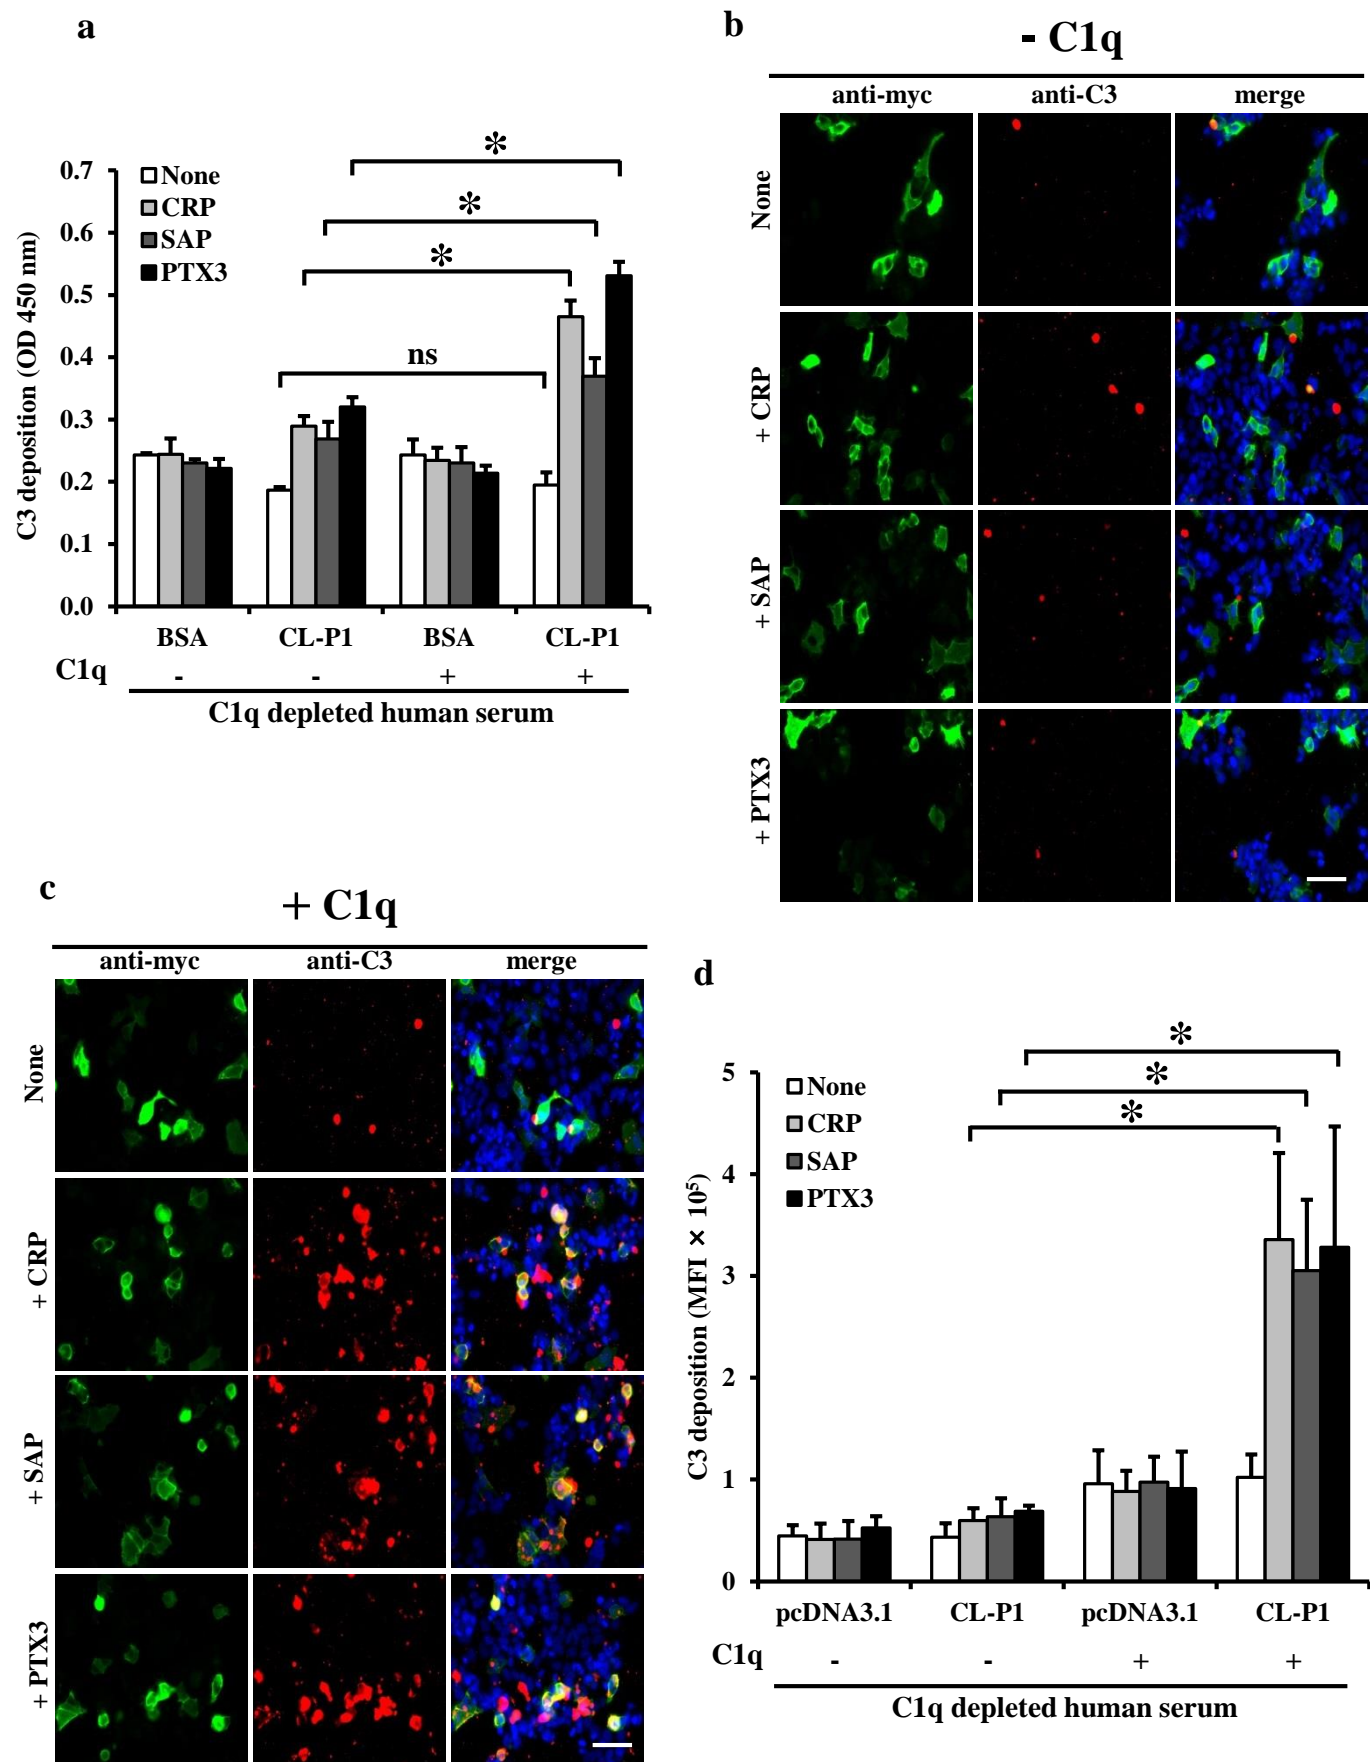 a
C3 deposition (OD 450 nm)
0.7
0.6
0.5
0.4
0.3
0.2
0.1
0.0
None
CRP
SAP
PTX3
*
*
*
ns
BSA CL-P1 BSA CL-P1
C1q - - + +
C1q depleted human serum
b
- C1q
anti-myc anti-C3 merge
None
+ CRP
+ SAP
+ PTX3
c
+ C1q
anti-myc anti-C3 merge
None
+ CRP
+ SAP
+ PTX3
d
C3 deposition (MFI × 10⁵)
5
4
3
2
1
0
None
CRP
SAP
PTX3
*
*
*
pcDNA3.1 CL-P1 pcDNA3.1 CL-P1
C1q - - + +
C1q depleted human serum